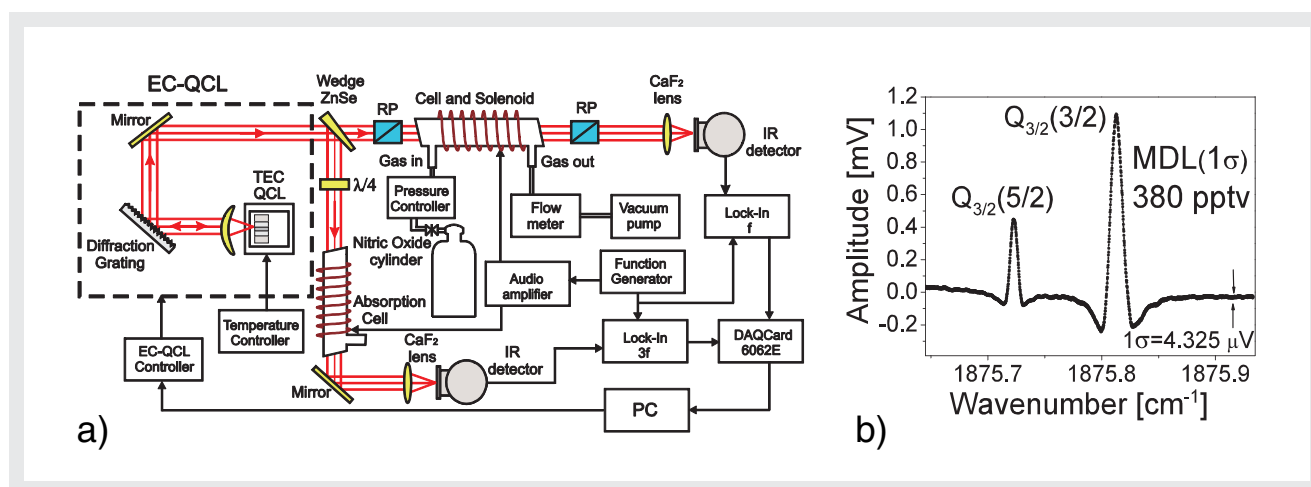 EC-QCL
Mirror
TEC
QCL
Diffraction
Grating
Wedge
ZnSe
RP
Cell and Solenoid
RP
CaF₂
lens
IR
detector
Gas in
Gas out
λ/4
Pressure
Controller
Flow
meter
Vacuum
pump
Lock-In
f
Nitric Oxide
cylinder
Audio
amplifier
Function
Generator
Absorption
Cell
Temperature
Controller
EC-QCL
Controller
CaF₂
lens
IR
detector
Lock-In
3f
DAQCard
6062E
Mirror
PC
a)
1.2
1.0
0.8
0.6
0.4
0.2
0.0
-0.2
Amplitude [mV]
Q₃/₂(3/2)
Q₃/₂(5/2)
MDL(1σ)
380 pptv
1σ=4.325 μV
1875.7 1875.8 1875.9
Wavenumber [cm⁻¹]
b)